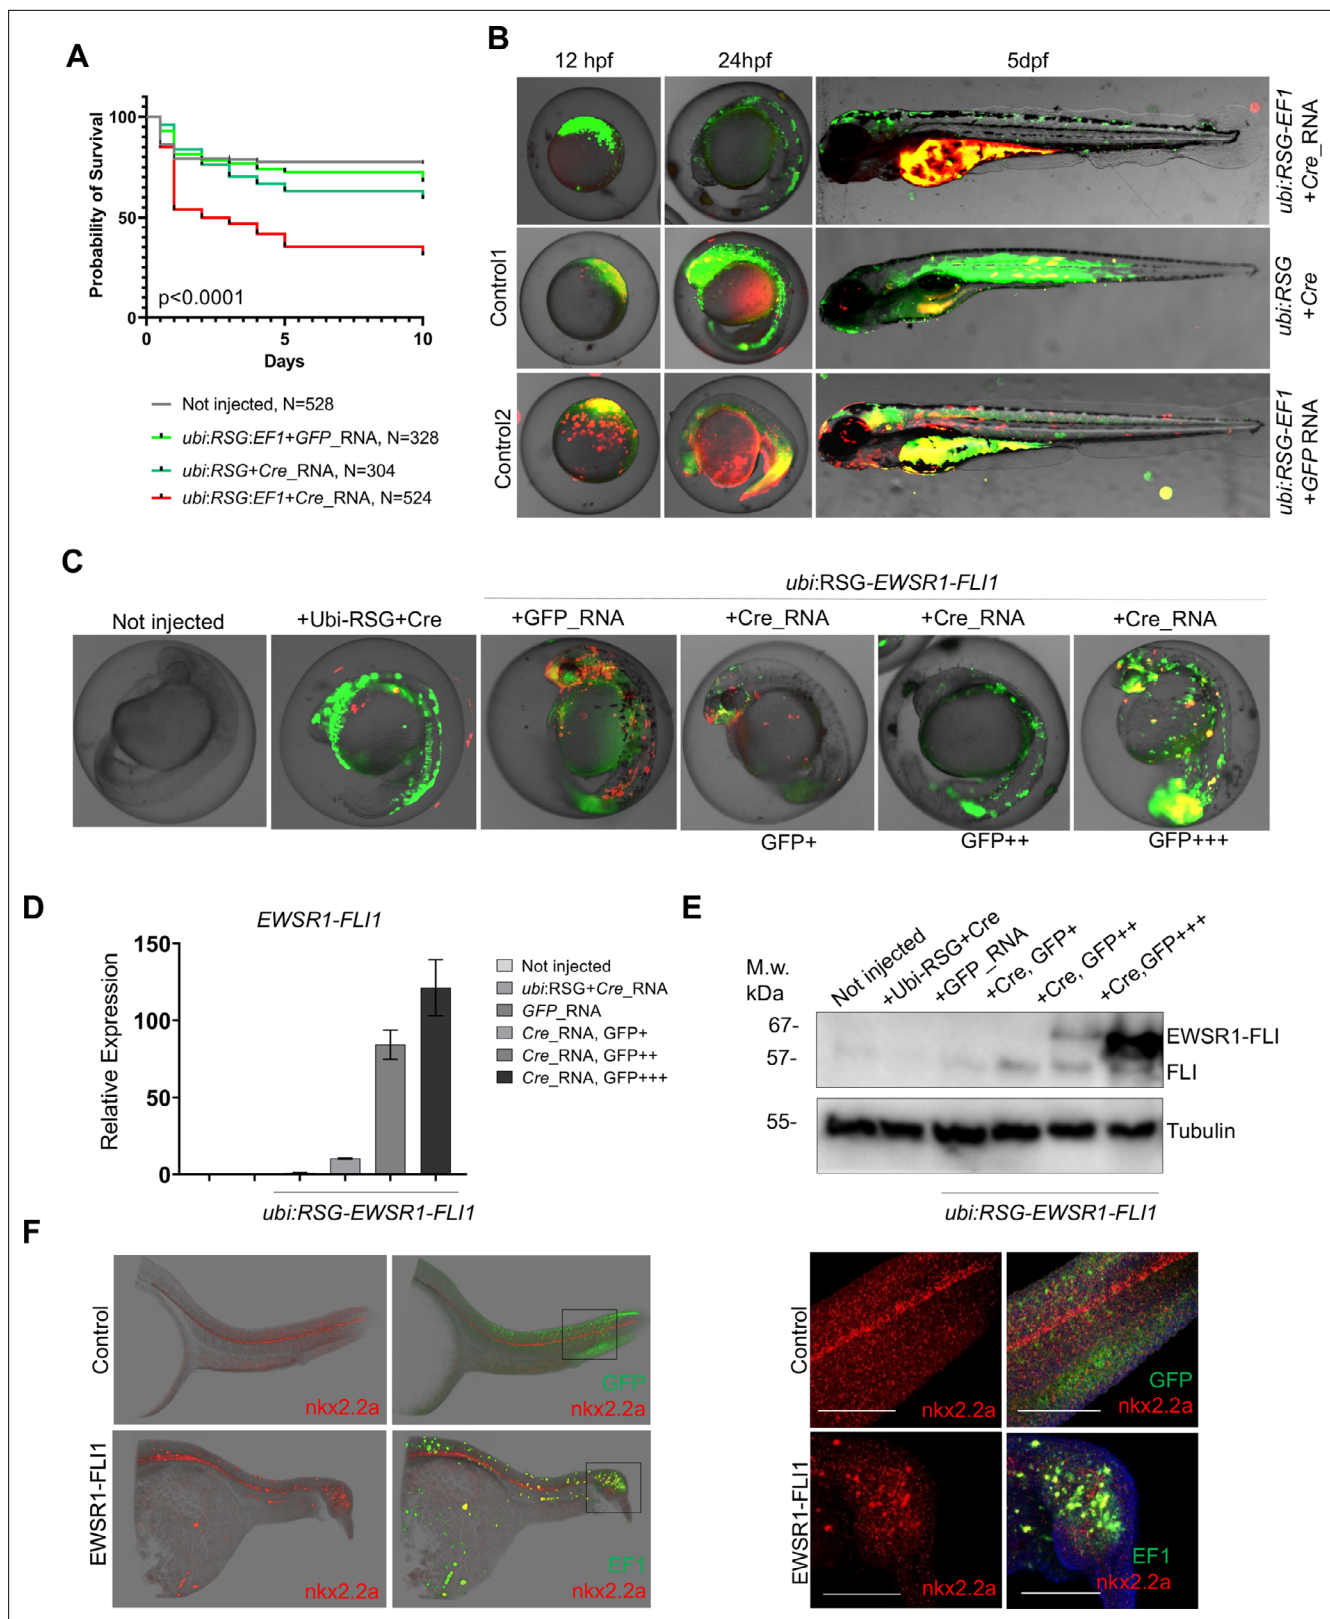 A
100
50
0
Probability of Survival
p<0.0001
0 5 10
Days
Not injected, N=528
ubi:RSG:EF1+GFP_RNA, N=328
ubi:RSG+Cre_RNA, N=304
ubi:RSG:EF1+Cre_RNA, N=524
B
12 hpf 24hpf 5dpf
ubi:RSG-EF1
+Cre_RNA
Control1
ubi:RSG
+Cre
Control2
ubi:RSG-EF1
+GFP RNA
C
ubi:RSG-EWSR1-FLI1
Not injected +Ubi-RSG+Cre +GFP_RNA +Cre_RNA +Cre_RNA +Cre_RNA
GFP+ GFP++ GFP+++
D
EWSR1-FLI1
150
100
50
0
Relative Expression
Not injected
ubi:RSG+Cre_RNA
GFP_RNA
Cre_RNA, GFP+
Cre_RNA, GFP++
Cre_RNA, GFP+++
ubi:RSG-EWSR1-FLI1
E
M.w.
kDa
Not injected
+Ubi-RSG+Cre
+GFP_RNA
+Cre, GFP+
+Cre, GFP++
+Cre,GFP+++
67-
57-
EWSR1-FLI
FLI
55-
Tubulin
ubi:RSG-EWSR1-FLI1
F
Control
nkx2.2a
GFP
nkx2.2a
EWSR1-FLI1
nkx2.2a
EF1
nkx2.2a
Control
nkx2.2a
GFP
nkx2.2a
EWSR1-FLI1
nkx2.2a
EF1
nkx2.2a